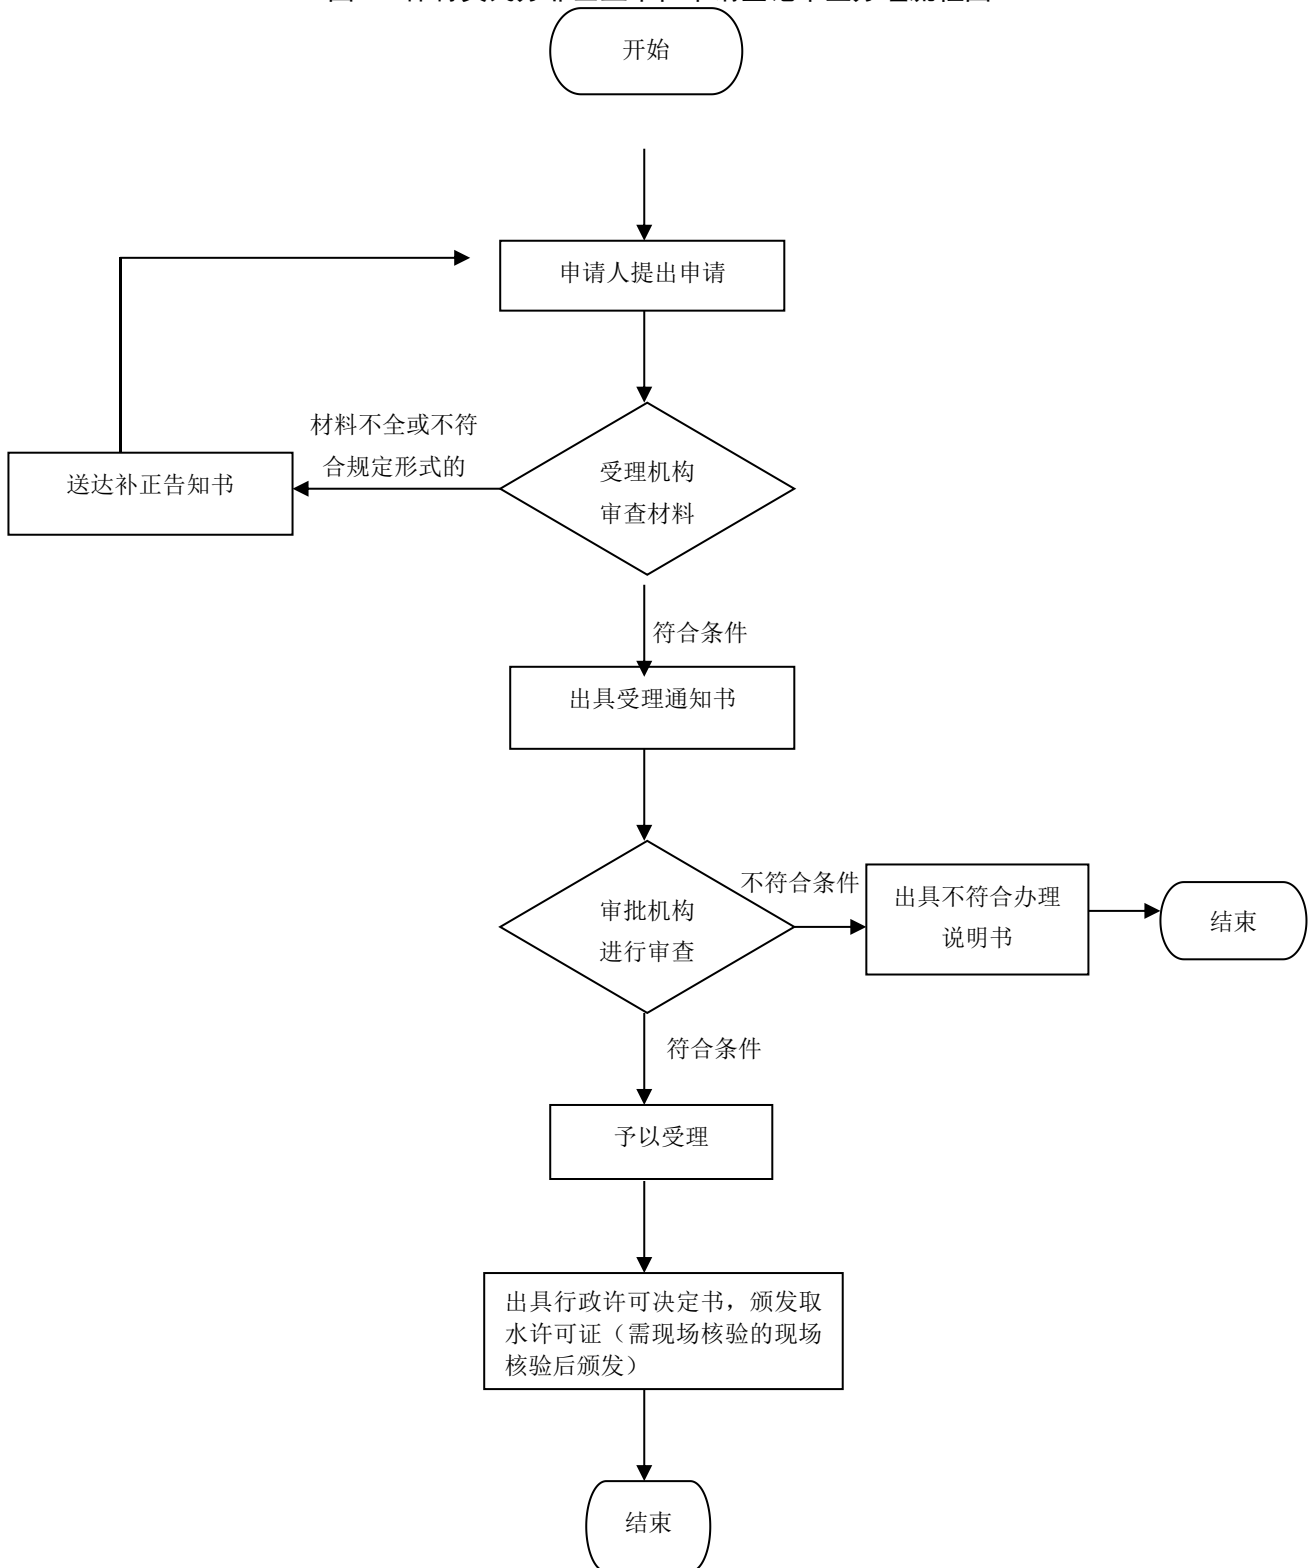 开始
申请人提出申请
材料不全或不符
合规定形式的
送达补正告知书
受理机构
审查材料
符合条件
出具受理通知书
审批机构
进行审查
不符合条件
出具不符合办理
说明书
结束
符合条件
予以受理
出具行政许可决定书，颁发取
水许可证（需现场核验的现场
核验后颁发）
结束